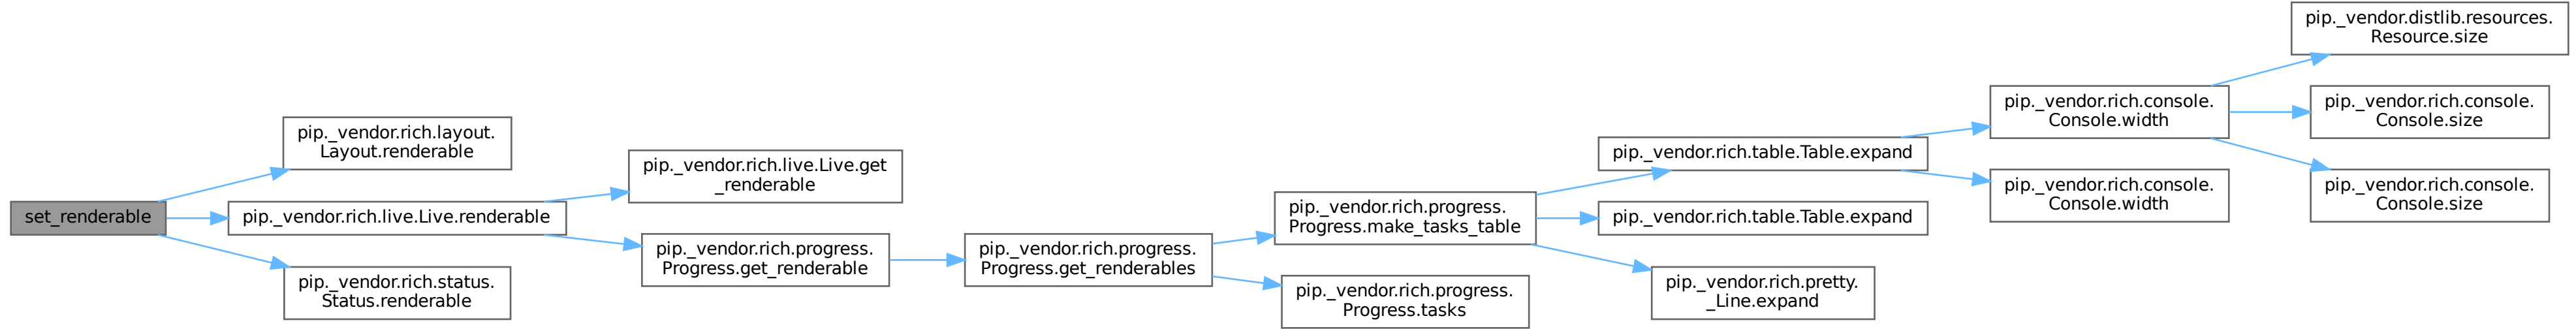 set_renderable
pip._vendor.rich.layout.
Layout.renderable
pip._vendor.rich.live.Live.renderable
pip._vendor.rich.status.
Status.renderable
pip._vendor.rich.live.Live.get
_renderable
pip._vendor.rich.progress.
Progress.get_renderable
pip._vendor.rich.progress.
Progress.get_renderables
pip._vendor.rich.progress.
Progress.make_tasks_table
pip._vendor.rich.progress.
Progress.tasks
pip._vendor.rich.table.Table.expand
pip._vendor.rich.table.Table.expand
pip._vendor.rich.pretty.
_Line.expand
pip._vendor.rich.console.
Console.width
pip._vendor.rich.console.
Console.width
pip._vendor.distlib.resources.
Resource.size
pip._vendor.rich.console.
Console.size
pip._vendor.rich.console.
Console.size